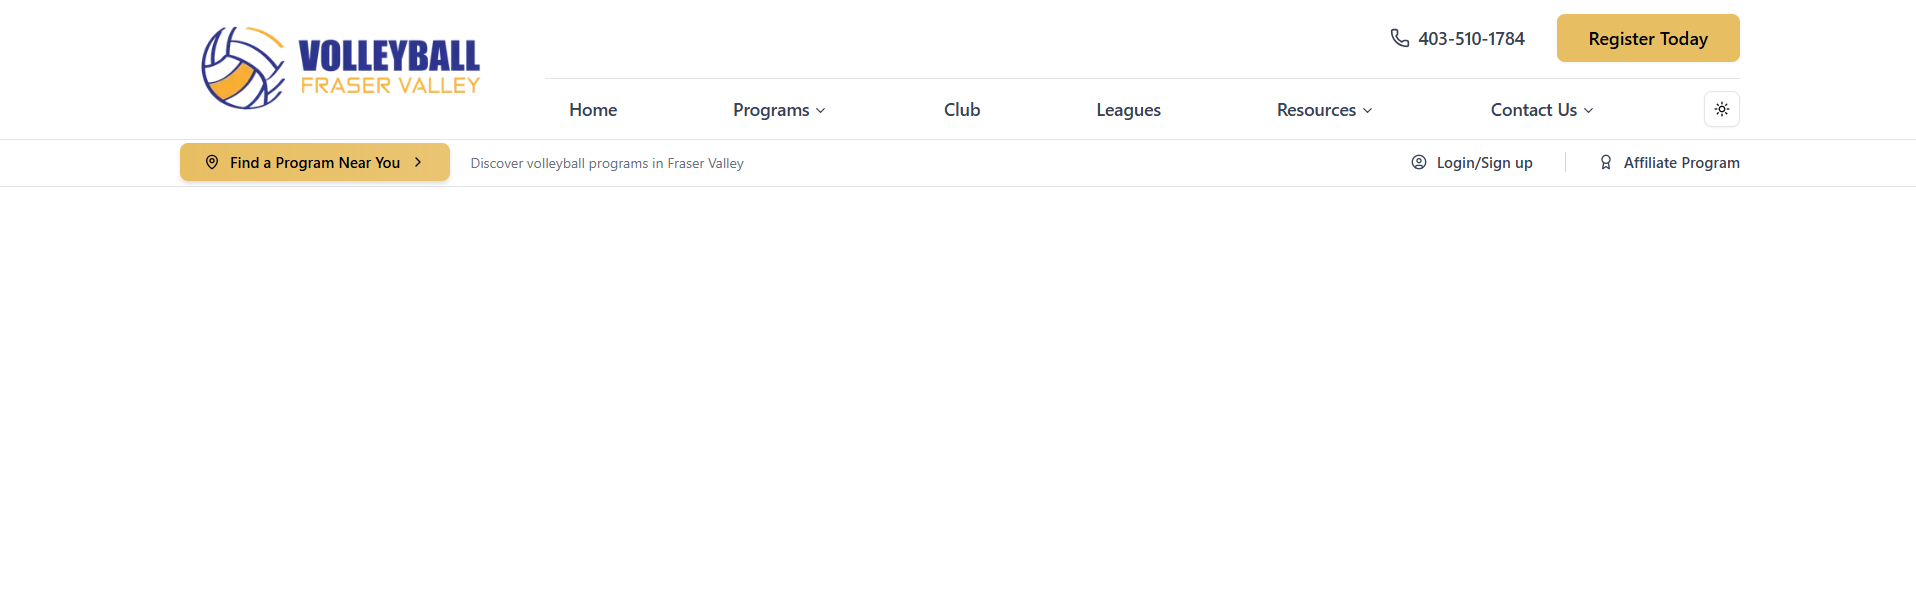 VOLLEYBALL
FRASER VALLEY
403-510-1784
Register Today
Home
Programs
Club
Leagues
Resources
Contact Us
Find a Program Near You
Discover volleyball programs in Fraser Valley
Login/Sign up
Affiliate Program